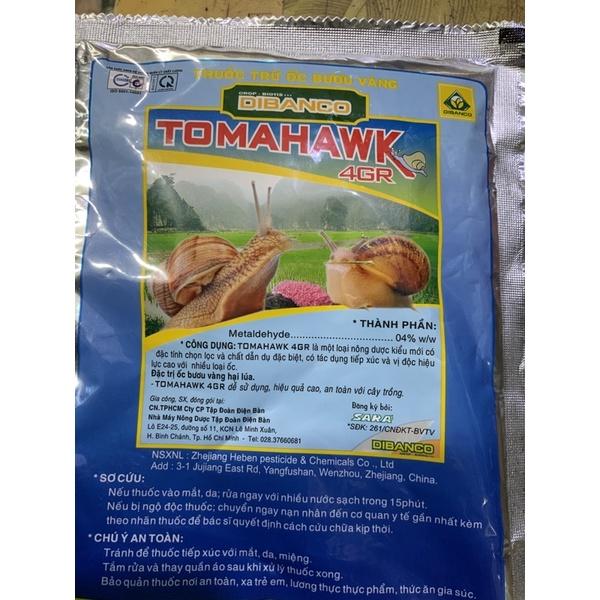 THUỐC TRỪ ỐC BƯƠU VÀNG
DIBANCO
DIBANCO
TOMAHAWK
4GR
* THÀNH PHẦN:
Metaldehyde.................................... 04% w/w
* CÔNG DỤNG: TOMAHAWK 4GR là một loại nông dược kiểu mới có
đặc tính chọn lọc và chất dẫn dụ đặc biệt, có tác dụng tiếp xúc và vị độc hiệu
lực cao với nhiều loại ốc.
Đặc trị ốc bươu vàng hại lúa.
- TOMAHAWK 4GR dễ sử dụng, hiệu quả cao, an toàn với cây trồng.
Gia công, SX, đóng gói tại:
CN.TPHCM Cty CP Tập Đoàn Điện Bàn
Nhà Máy Nông Dược Tập Đoàn Điện Bàn
Lô E24-25, đường số 11, KCN Lê Minh Xuân,
H. Bình Chánh, Tp. Hồ Chí Minh - Tel: 028.37660681
Đăng ký bởi:
SARA
*SĐK: 261/CNĐKT-BVTV
DIBANCO
NSXNL : Zhejiang Heben pesticide & Chemicals Co ., Ltd
Add : 3-1 Jujiang East Rd, Yangfushan, Wenzhou, Zhejiang, China.
* SƠ CỨU:
Nếu thuốc vào mắt, da; rửa ngay với nhiều nước sạch trong 15phút.
Nếu bị ngộ độc thuốc; chuyển ngay nạn nhân đến cơ quan y tế gần nhất kèm
theo nhãn thuốc để bác sĩ quyết định cách cứu chữa kịp thời.
* CHÚ Ý AN TOÀN:
Tránh để thuốc tiếp xúc với mắt, da, miệng.
Tắm rửa và thay quần áo sau khi xử lý thuốc xong.
Bảo quản thuốc nơi an toàn, xa trẻ em, lương thực thực phẩm, thức ăn gia súc.